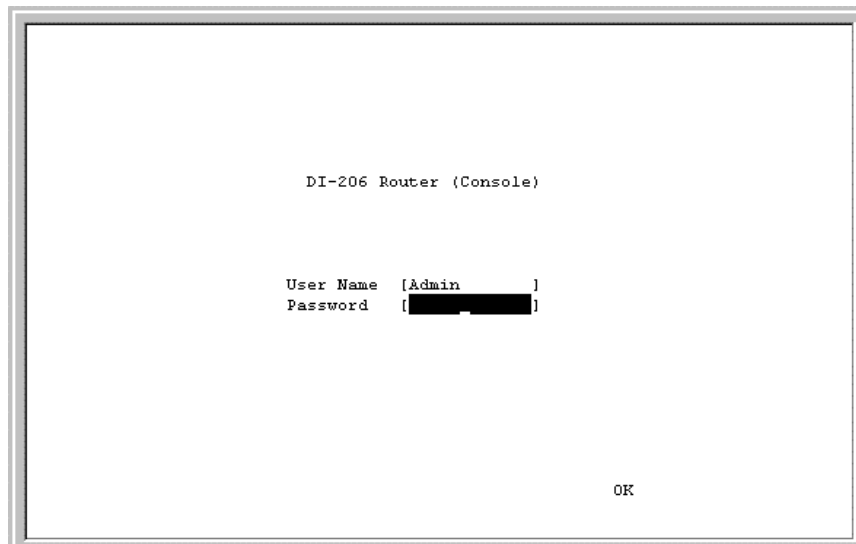 DI-206 Router (Console)
User Name [Admin ]
Password [ ]
OK